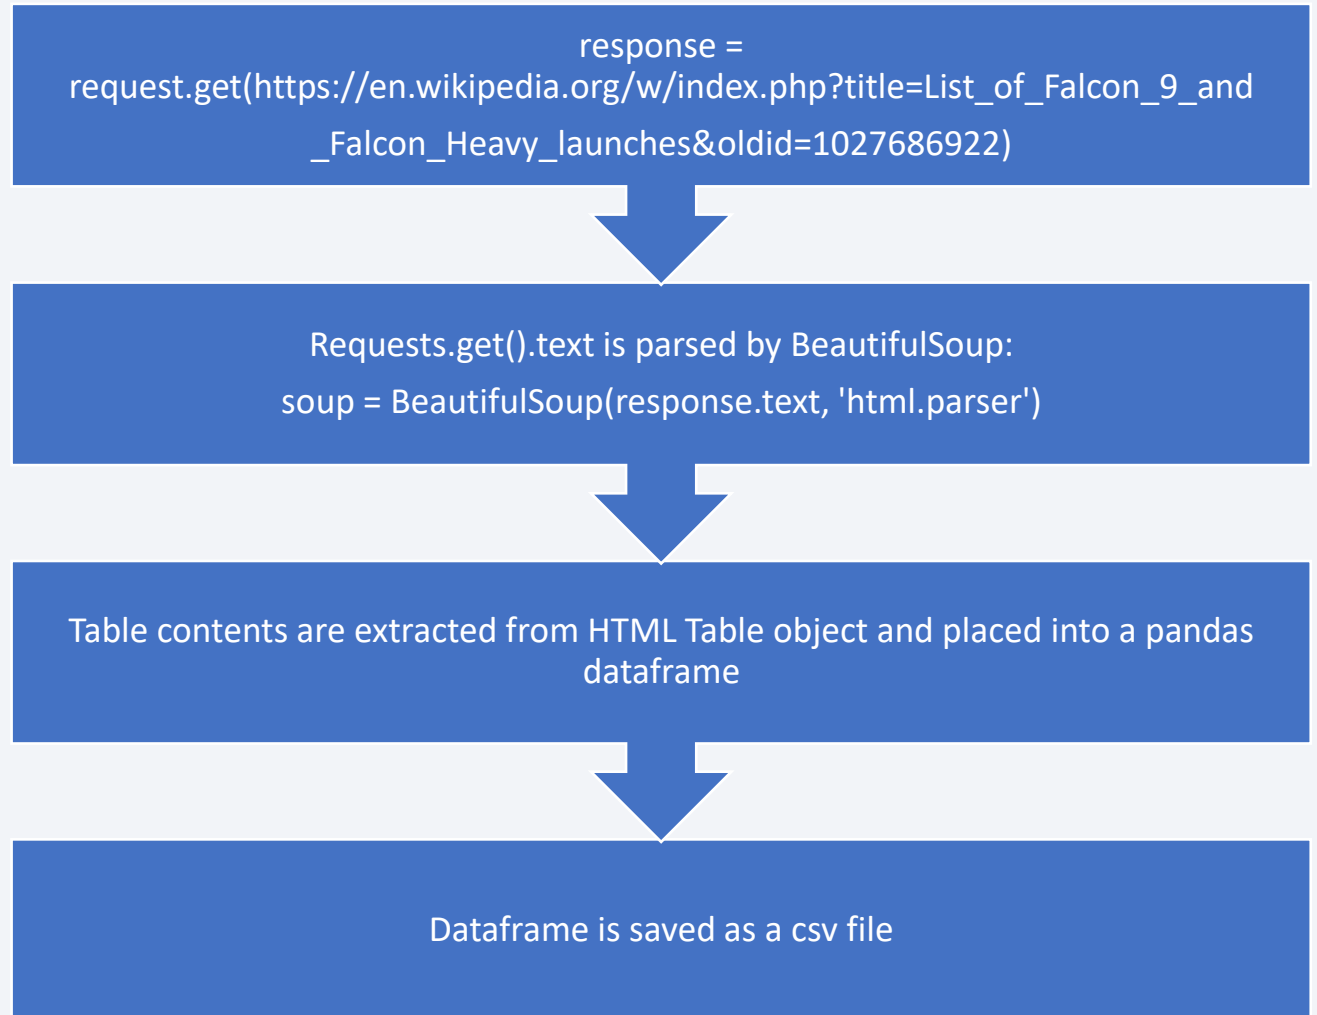 response =
request.get(https://en.wikipedia.org/w/index.php?title=List_of_Falcon_9_and
_Falcon_Heavy_launches&oldid=1027686922)
Requests.get().text is parsed by BeautifulSoup:
soup = BeautifulSoup(response.text, 'html.parser')
Table contents are extracted from HTML Table object and placed into a pandas
dataframe
Dataframe is saved as a csv file